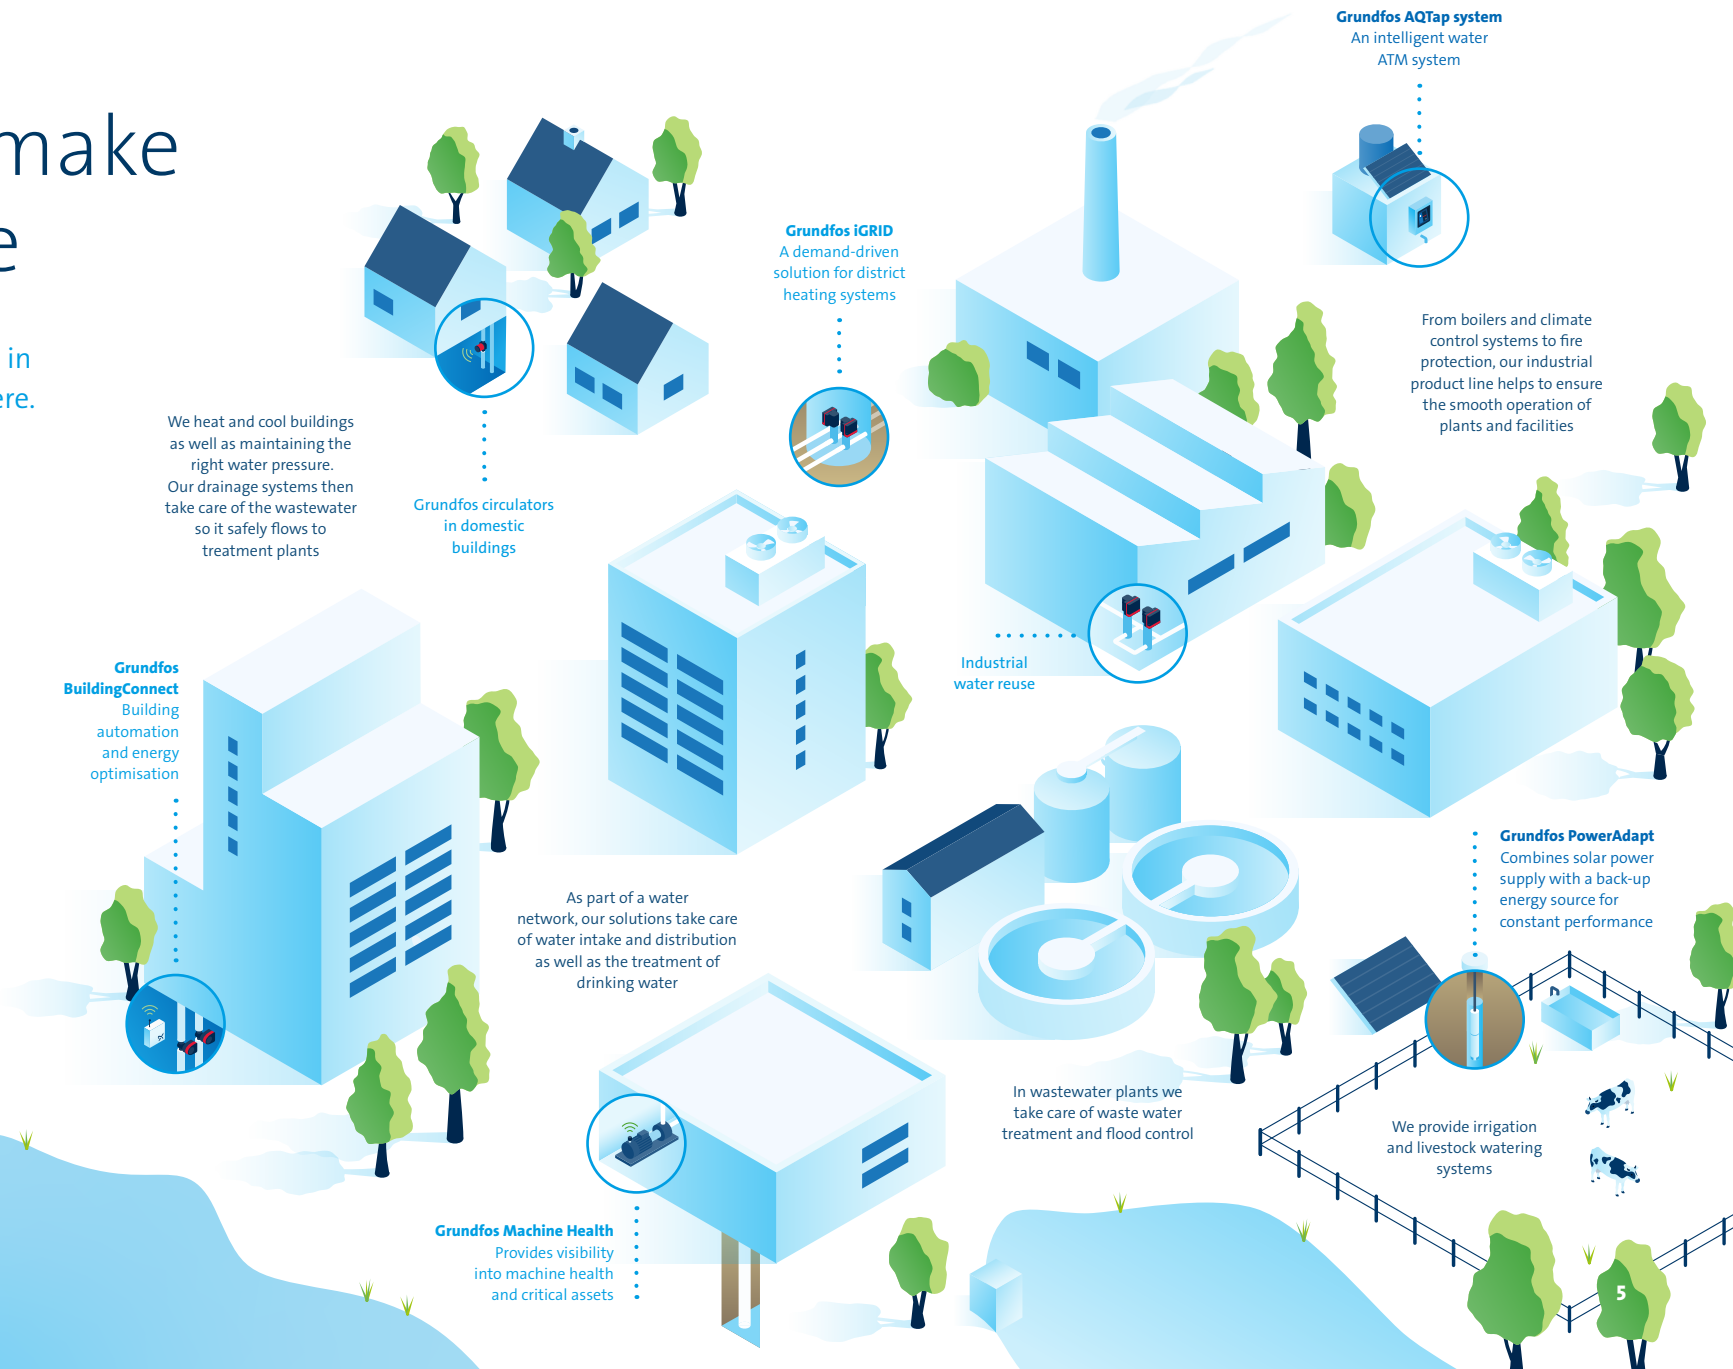 make
e
in
ere.
Grundfos AQTap system
An intelligent water
ATM system
Grundfos iGRID
A demand-driven
solution for district
heating systems
From boilers and climate
control systems to fire
protection, our industrial
product line helps to ensure
the smooth operation of
plants and facilities
We heat and cool buildings
as well as maintaining the
right water pressure.
Our drainage systems then
take care of the wastewater
so it safely flows to
treatment plants
Grundfos circulators
in domestic
buildings
Industrial
water reuse
Grundfos
BuildingConnect
Building
automation
and energy
optimisation
Grundfos PowerAdapt
Combines solar power
supply with a back-up
energy source for
constant performance
As part of a water
network, our solutions take care
of water intake and distribution
as well as the treatment of
drinking water
In wastewater plants we
take care of waste water
treatment and flood control
We provide irrigation
and livestock watering
systems
Grundfos Machine Health
Provides visibility
into machine health
and critical assets
5